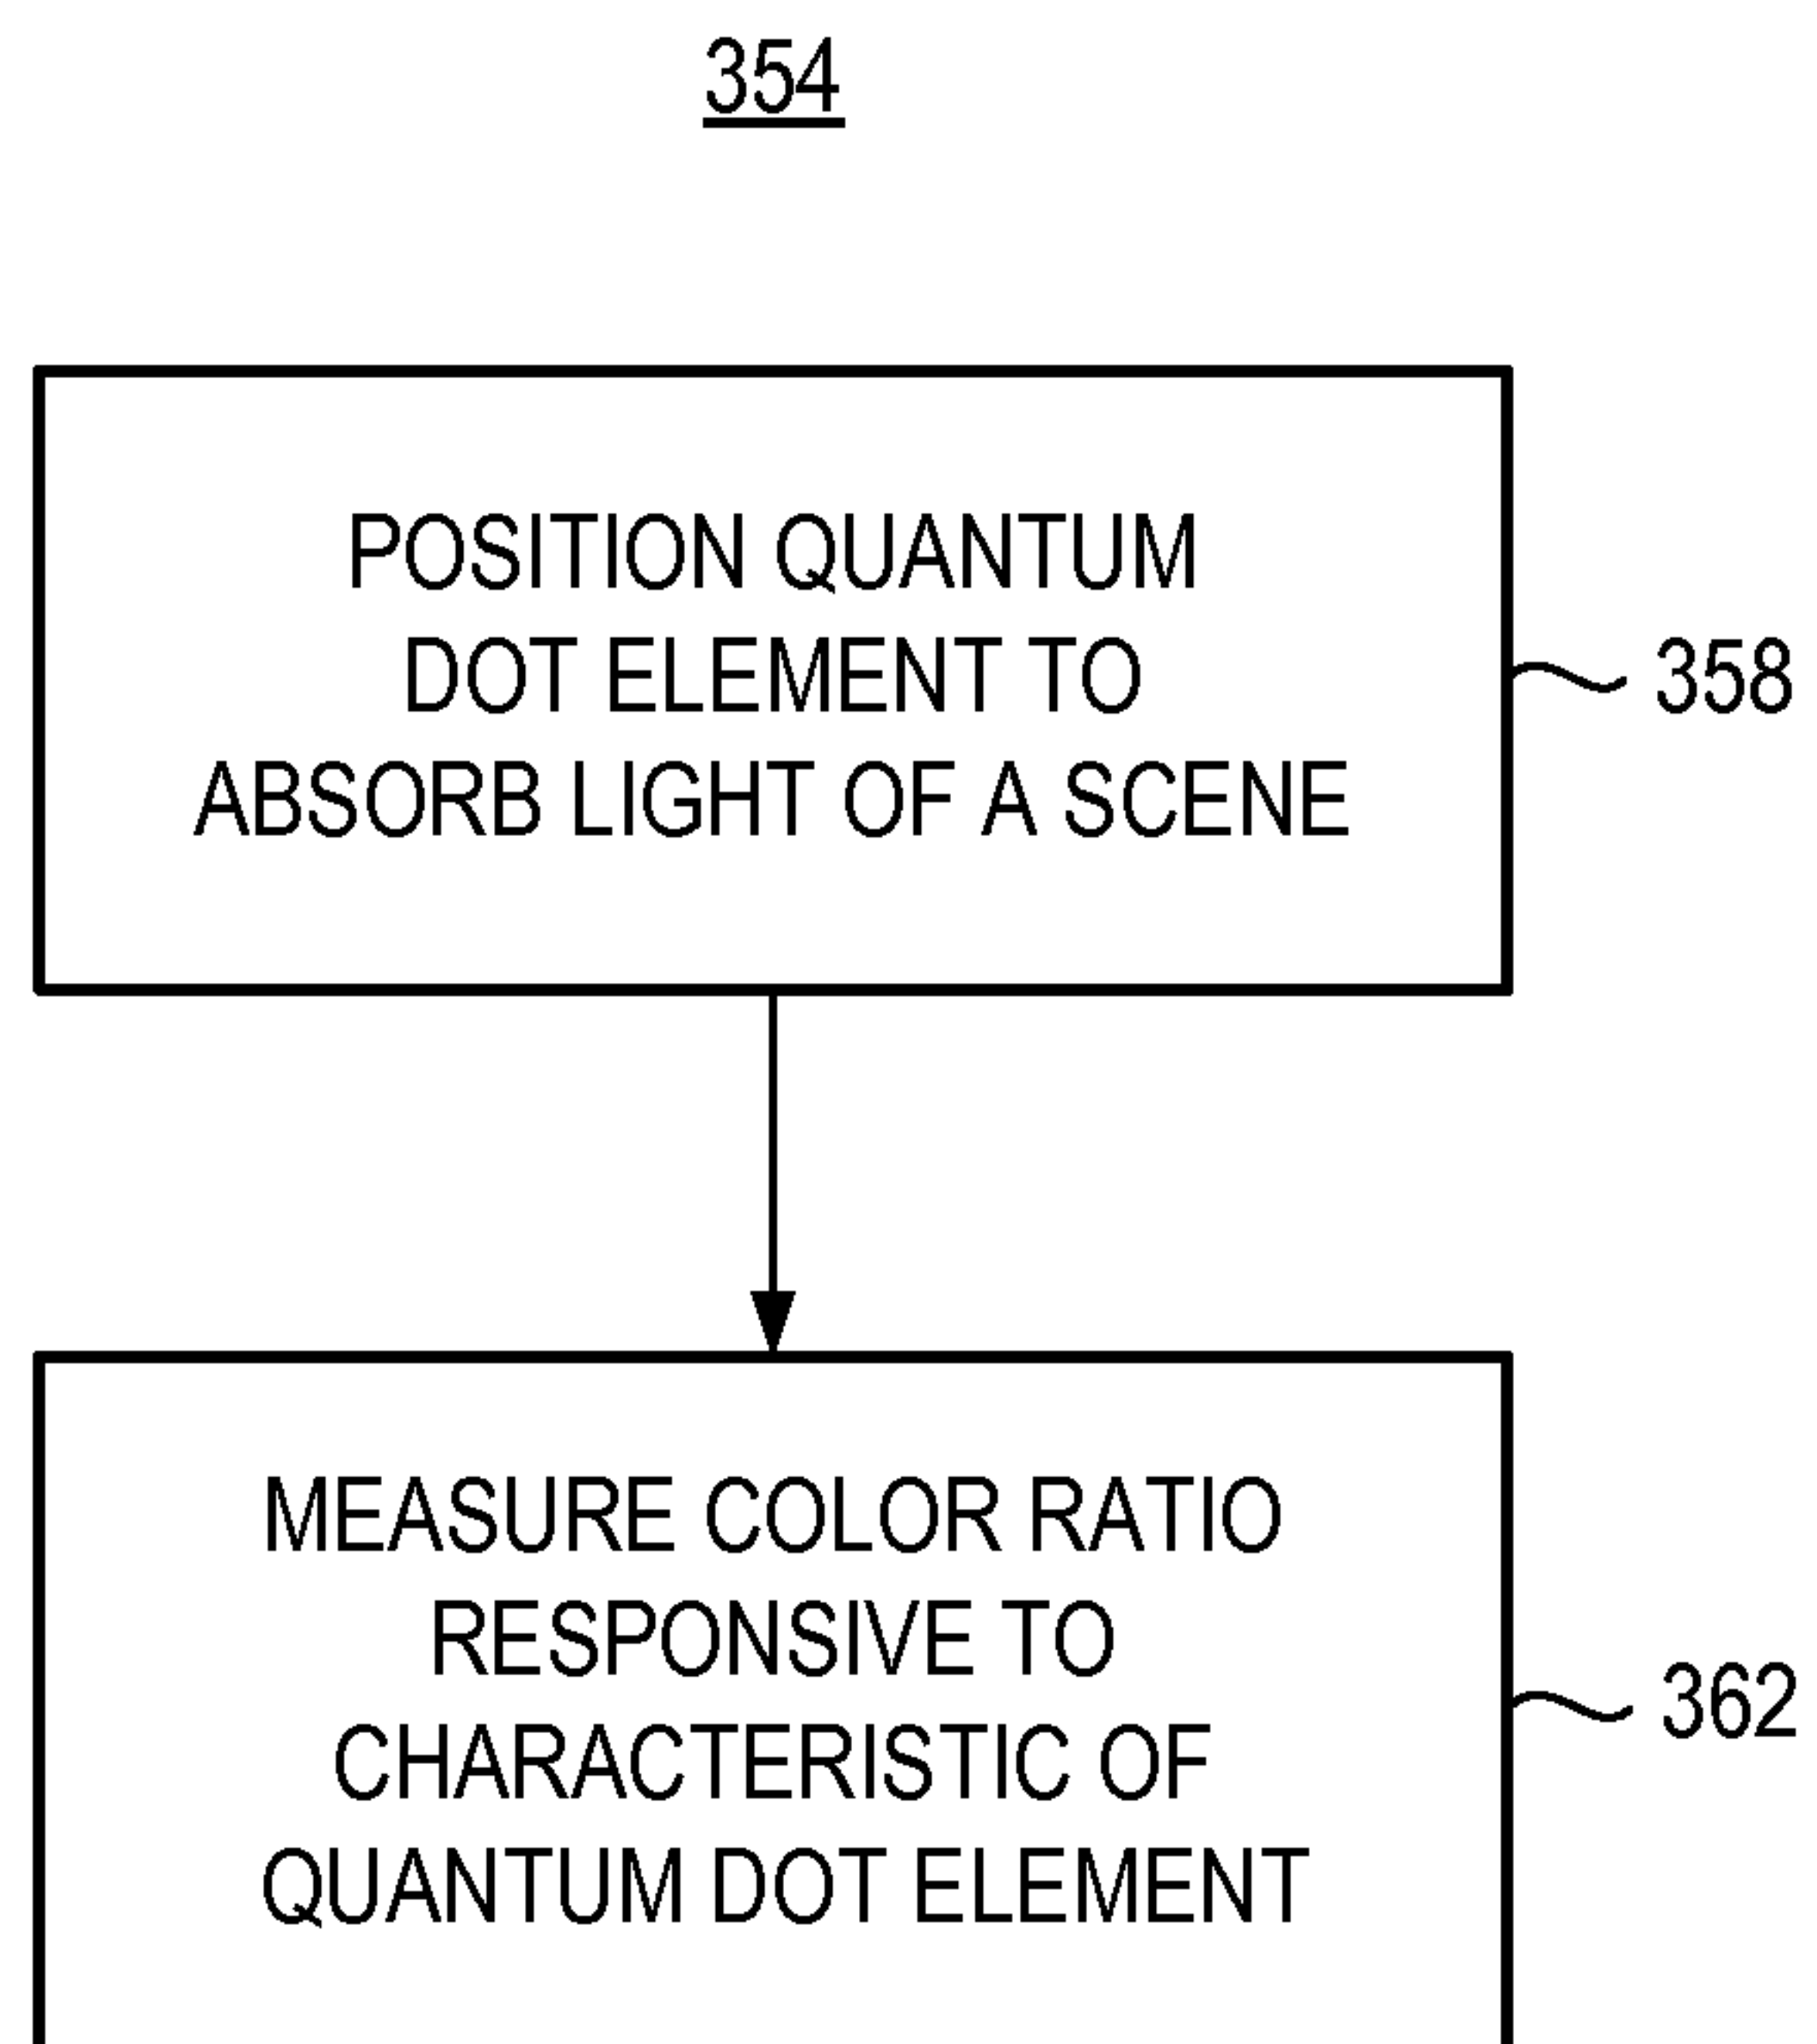 354
POSITION QUANTUM
DOT ELEMENT TO
ABSORB LIGHT OF A SCENE
358
MEASURE COLOR RATIO
RESPONSIVE TO
CHARACTERISTIC OF
QUANTUM DOT ELEMENT
362